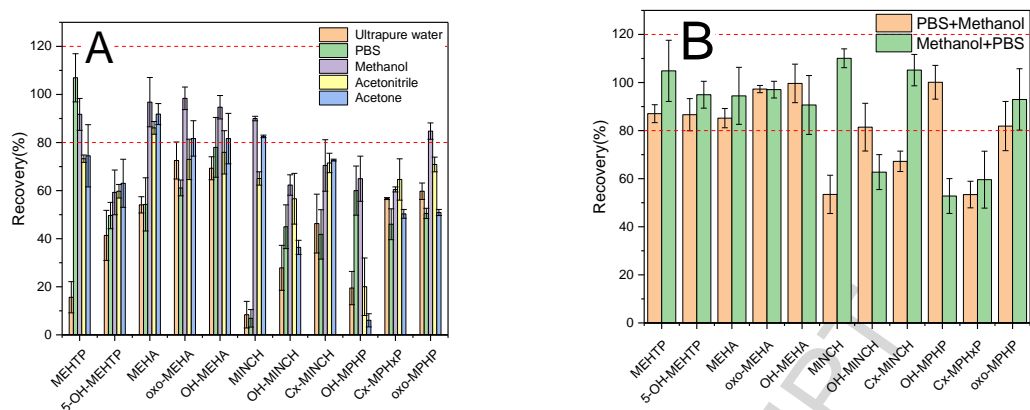 A
Ultrapure water
PBS
Methanol
Acetonitrile
Acetone
Recovery(%)
120
100
80
60
40
20
0
MEHTP
5-OH-MEHTP
MEHA
oxo-MEHA
OH-MEHA
MINCH
OH-MINCH
Cx-MINCH
OH-MPHP
Cx-MPHxP
oxo-MPHP
B
PBS+Methanol
Methanol+PBS
Recovery(%)
120
100
80
60
40
20
0
MEHTP
5-OH-MEHTP
MEHA
oxo-MEHA
OH-MEHA
MINCH
OH-MINCH
Cx-MINCH
OH-MPHP
Cx-MPHxP
oxo-MPHP